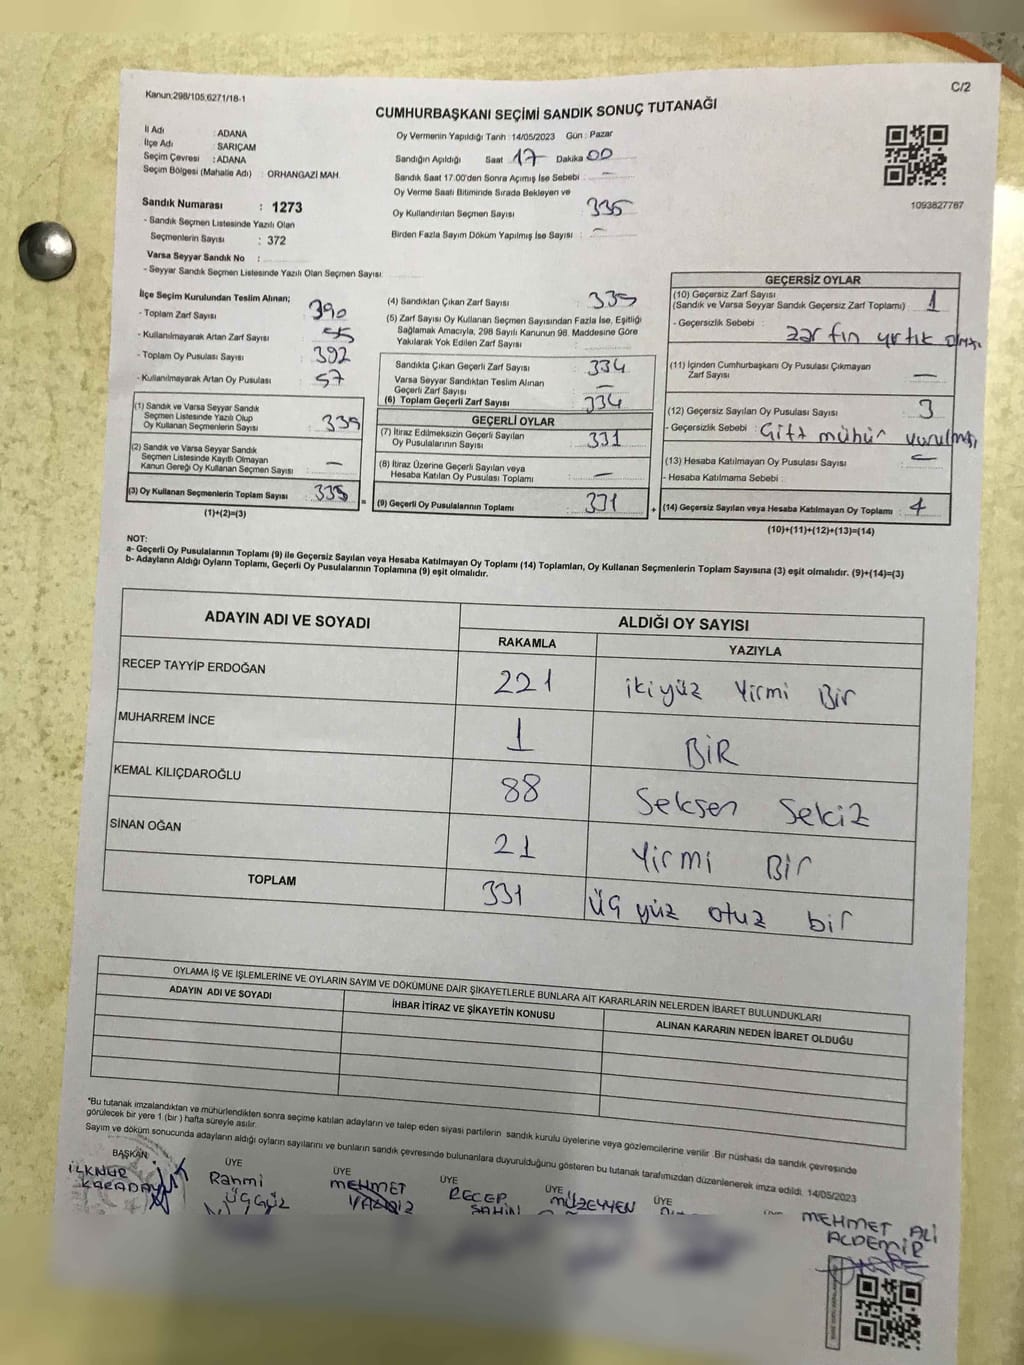 Kanun:298/105,6271/18-1
C/2
CUMHURBAŞKANI SEÇİMİ SANDIK SONUÇ TUTANAĞI
İl Adı : ADANA
İlçe Adı : SARIÇAM
Seçim Çevresi : ADANA
Seçim Bölgesi (Mahalle Adı) : ORHANGAZİ MAH.
Sandık Numarası : 1273
- Sandık Seçmen Listesinde Yazılı Olan
Seçmenlerin Sayısı : 372
Varsa Seyyar Sandık No :
- Seyyar Sandık Seçmen Listesinde Yazılı Olan Seçmen Sayısı:
Oy Vermenin Yapıldığı Tarih : 14/05/2023 Gün : Pazar
Sandığın Açıldığı Saat 17 Dakika 00
Sandık Saat 17.00'den Sonra Açımış İse Sebebi : -
Oy Verme Saati Bitiminde Sırada Bekleyen ve
Oy Kullandırılan Seçmen Sayısı 335
Birden Fazla Sayım Döküm Yapılmış İse Sayısı : -
1093827787
İlçe Seçim Kurulundan Teslim Alınan;
- Toplam Zarf Sayısı 390
- Kullanılmayarak Artan Zarf Sayısı 55
- Toplam Oy Pusulası Sayısı 392
- Kullanılmayarak Artan Oy Pusulası 57
(1) Sandık ve Varsa Seyyar Sandık
Seçmen Listesinde Yazılı Olup
Oy Kullanan Seçmenlerin Sayısı 335
(2) Sandık ve Varsa Seyyar Sandık
Seçmen Listesinde Kayıtlı Olmayan
Kanun Gereği Oy Kullanan Seçmen Sayısı -
(3) Oy Kullanan Seçmenlerin Toplam Sayısı 335 =
(1)+(2)=(3)
(4) Sandıktan Çıkan Zarf Sayısı 335
(5) Zarf Sayısı Oy Kullanan Seçmen Sayısından Fazla İse, Eşitliği
Sağlamak Amacıyla, 298 Sayılı Kanunun 98. Maddesine Göre
Yakılarak Yok Edilen Zarf Sayısı
Sandıkta Çıkan Geçerli Zarf Sayısı 334
Varsa Seyyar Sandıktan Teslim Alınan
Geçerli Zarf Sayısı -
(6) Toplam Geçerli Zarf Sayısı 334
GEÇERLİ OYLAR
(7) İtiraz Edilmeksizin Geçerli Sayılan
Oy Pusulalarının Sayısı 331
(8) İtiraz Üzerine Geçerli Sayılan veya
Hesaba Katılan Oy Pusulası Toplamı -
(9) Geçerli Oy Pusulalarının Toplamı 331 +
GEÇERSİZ OYLAR
(10) Geçersiz Zarf Sayısı
(Sandık ve Varsa Seyyar Sandık Geçersiz Zarf Toplamı) 1
- Geçersizlik Sebebi :
zarfın yırtık olması
(11) İçinden Cumhurbaşkanı Oy Pusulası Çıkmayan
Zarf Sayısı -
(12) Geçersiz Sayılan Oy Pusulası Sayısı 3
- Geçersizlik Sebebi : Çift mühür vurulması
(13) Hesaba Katılmayan Oy Pusulası Sayısı -
- Hesaba Katılmama Sebebi :
(14) Geçersiz Sayılan veya Hesaba Katılmayan Oy Toplamı 4
(10)+(11)+(12)+(13)=(14)
NOT:
a- Geçerli Oy Pusulalarının Toplamı (9) ile Geçersiz Sayılan veya Hesaba Katılmayan Oy Toplamı (14) Toplamları, Oy Kullanan Seçmenlerin Toplam Sayısına (3) eşit olmalıdır. (9)+(14)=(3)
b- Adayların Aldığı Oyların Toplamı, Geçerli Oy Pusulalarının Toplamına (9) eşit olmalıdır.
ADAYIN ADI VE SOYADI
ALDIĞI OY SAYISI
RAKAMLA YAZIYLA
RECEP TAYYİP ERDOĞAN 221 ikiyüz Yirmi Bir
MUHARREM İNCE 1 BİR
KEMAL KILIÇDAROĞLU 88 Seksen Sekiz
SİNAN OĞAN 21 Yirmi Bir
TOPLAM 331 Üç yüz otuz bir
OYLAMA İŞ VE İŞLEMLERİNE VE OYLARIN SAYIM VE DÖKÜMÜNE DAİR ŞİKAYETLERLE BUNLARA AİT KARARLARIN NELERDEN İBARET BULUNDUKLARI
ADAYIN ADI VE SOYADI İHBAR İTİRAZ VE ŞİKAYETİN KONUSU ALINAN KARARIN NEDEN İBARET OLDUĞU
"Bu tutanak imzalandıktan ve mühürlendikten sonra seçime katılan adayların ve talep eden siyasi partilerin sandık kurulu üyelerine veya gözlemcilerine verilir. Bir nüshası da sandık çevresinde
görülecek bir yere 1 (bir) hafta süreyle asılır.
Sayım ve döküm sonucunda adayların aldığı oyların sayılarını ve bunların sandık çevresinde bulunanlara duyurulduğunu gösteren bu tutanak tarafımızdan düzenlenerek imza edildi. 14/05/2023
BAŞKAN ÜYE ÜYE ÜYE ÜYE ÜYE
İLKNUR KARADAY
Rahmi ÜÇGÜZ
MEHMET
RECEP ŞAHİN
MÜZEYYEN
MEHMET ALİ
ALDEMİR